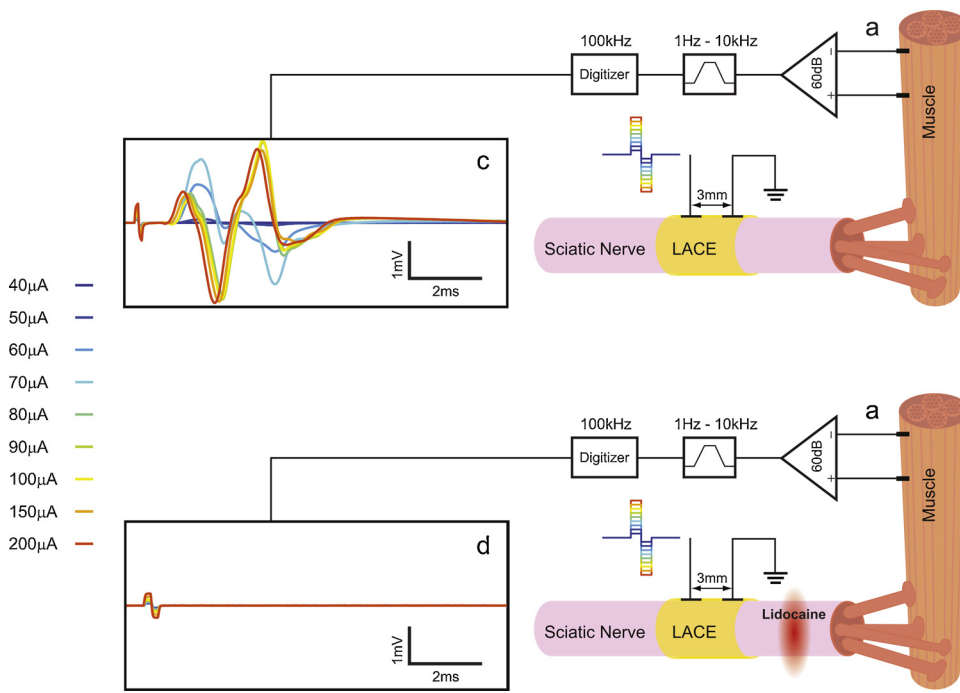 a
100kHz
1Hz - 10kHz
Digitizer
60dB
−
+
Muscle
c
3mm
Sciatic Nerve
LACE
1mV
2ms
40µA
50µA
60µA
70µA
80µA
90µA
100µA
150µA
200µA
a
100kHz
1Hz - 10kHz
Digitizer
60dB
−
+
Muscle
d
3mm
Lidocaine
Sciatic Nerve
LACE
1mV
2ms